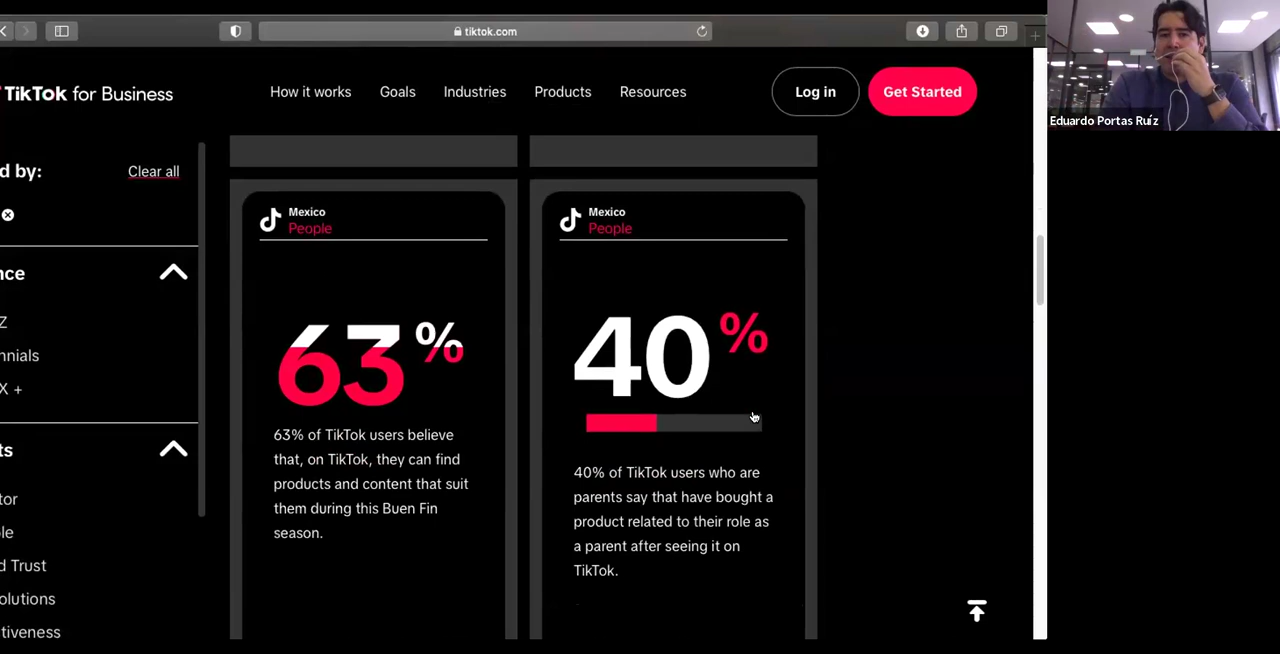 tiktok.com
TikTok for Business
How it works
Goals
Industries
Products
Resources
Log in
Get Started
Eduardo Portas Ruíz
d by:
Clear all
nce
Z
nnials
X +
ts
tor
le
d Trust
olutions
tiveness
Mexico
People
63%
63% of TikTok users believe
that, on TikTok, they can find
products and content that suit
them during this Buen Fin
season.
Mexico
People
40%
40% of TikTok users who are
parents say that have bought a
product related to their role as
a parent after seeing it on
TikTok.